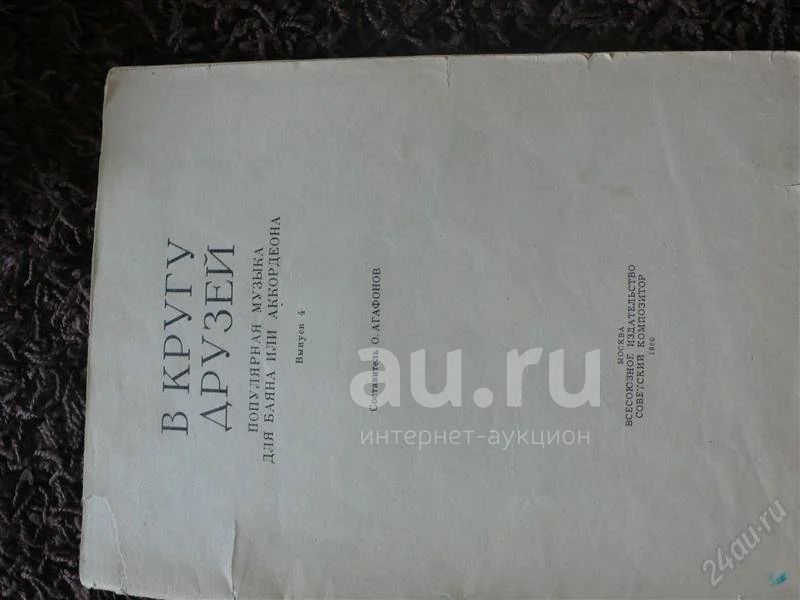 В КРУГУ
ДРУЗЕЙ
ПОПУЛЯРНАЯ МУЗЫКА
ДЛЯ БАЯНА ИЛИ АККОРДЕОНА
Выпуск 4
Составитель О. АГАФОНОВ
МОСКВА
ВСЕСОЮЗНОЕ ИЗДАТЕЛЬСТВО
СОВЕТСКИЙ КОМПОЗИТОР
1960
au.ru
интернет-аукцион
24au.ru